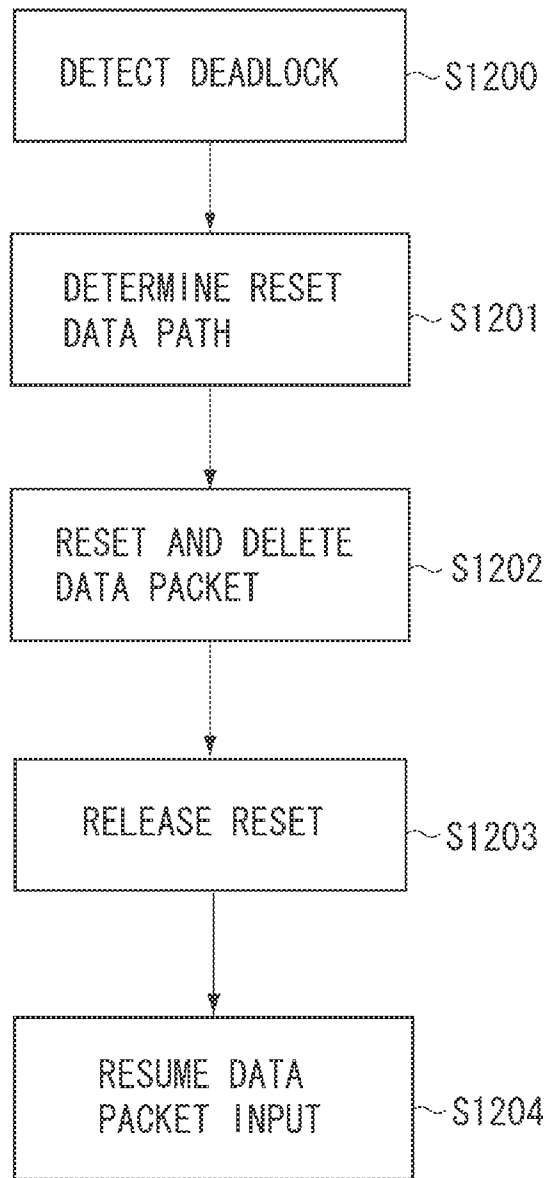 DETECT DEADLOCK
S1200
DETERMINE RESET
DATA PATH
S1201
RESET AND DELETE
DATA PACKET
S1202
RELEASE RESET
S1203
RESUME DATA
PACKET INPUT
S1204